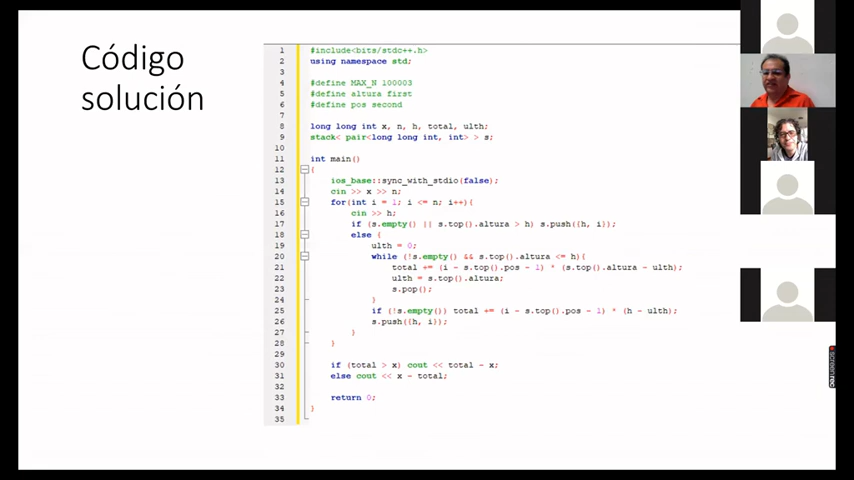 Código
solución
1 #include<bits/stdc++.h>
2 using namespace std;
3
4 #define MAX_N 100003
5 #define altura first
6 #define pos second
7
8 long long int x, n, h, total, ulth;
9 stack< pair<long long int, int> > s;
10
11 int main()
12 {
13 ios_base::sync_with_stdio(false);
14 cin >> x >> n;
15 for(int i = 1; i <= n; i++){
16 cin >> h;
17 if (s.empty() || s.top().altura > h) s.push({h, i});
18 else {
19 ulth = 0;
20 while (!s.empty() && s.top().altura <= h){
21 total += (i - s.top().pos - 1) * (s.top().altura - ulth);
22 ulth = s.top().altura;
23 s.pop();
24 }
25 if (!s.empty()) total += (i - s.top().pos - 1) * (h - ulth);
26 s.push({h, i});
27 }
28 }
29
30 if (total > x) cout << total - x;
31 else cout << x - total;
32
33 return 0;
34 }
35
screenrec